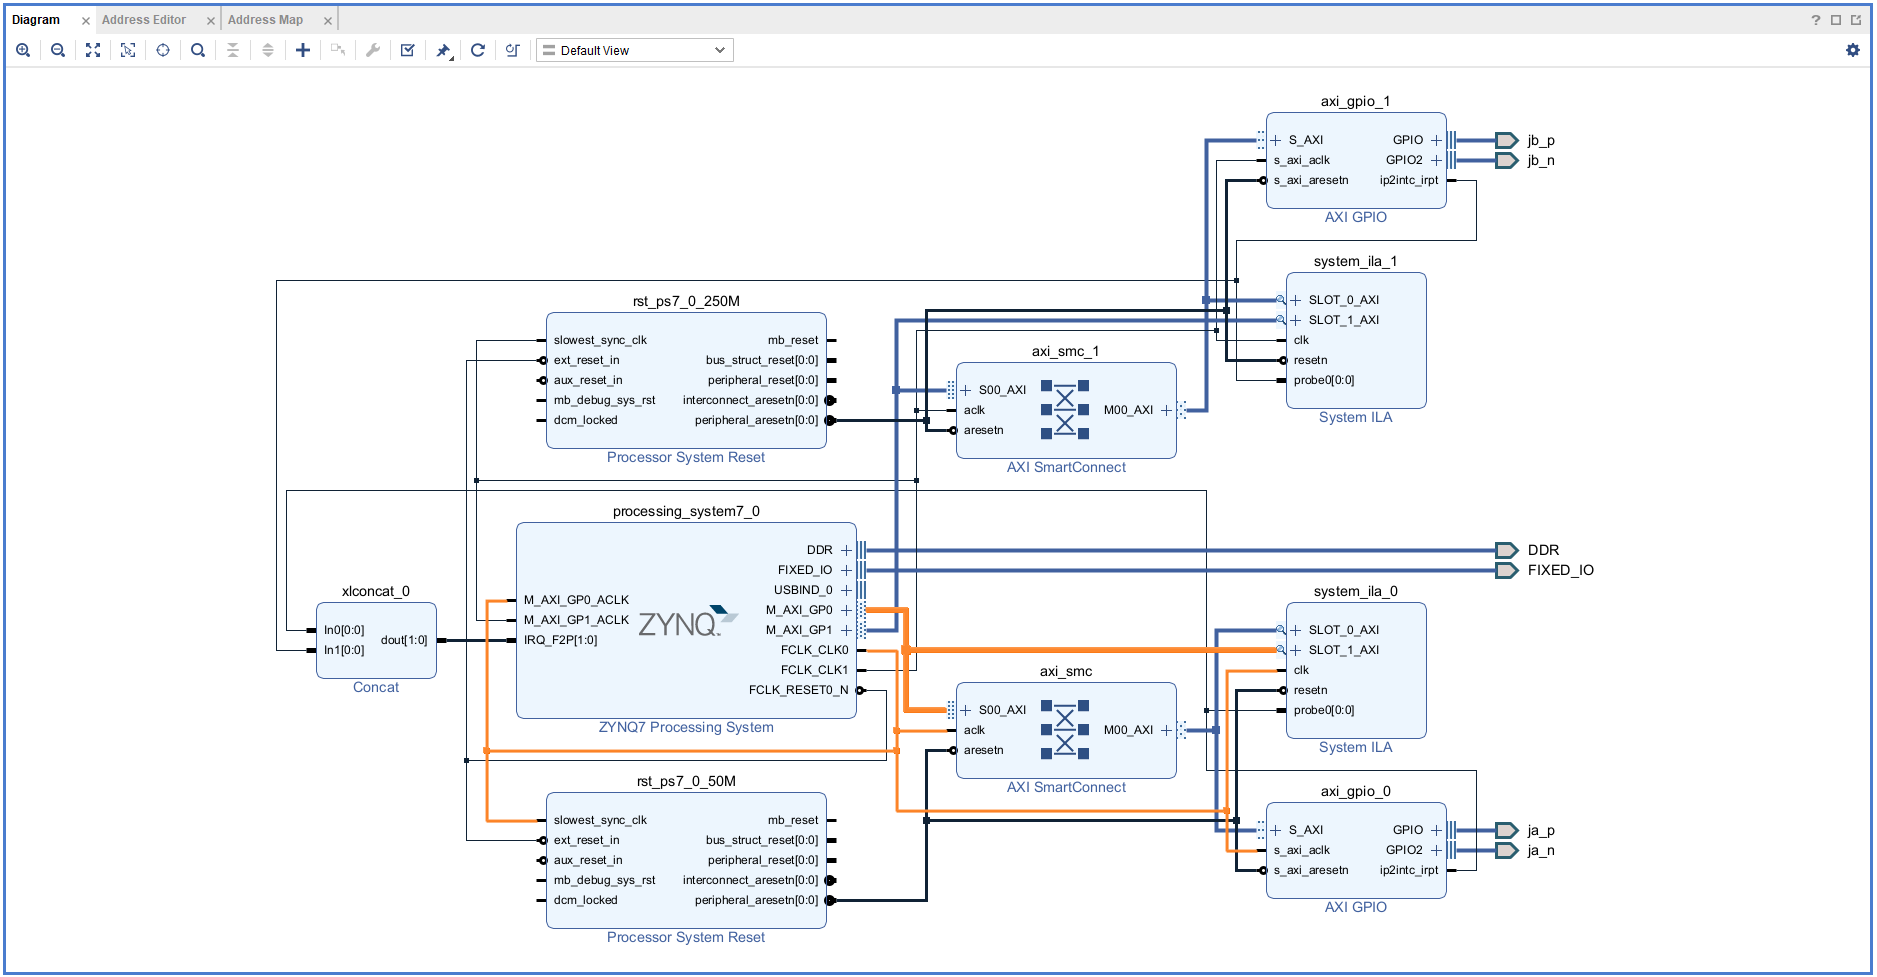 Diagram
Address Editor
Address Map
?
Default View
axi_gpio_1
S_AXI
s_axi_aclk
s_axi_aresetn
GPIO
GPIO2
ip2intc_irpt
AXI GPIO
jb_p
jb_n
system_ila_1
SLOT_0_AXI
SLOT_1_AXI
clk
resetn
probe0[0:0]
System ILA
rst_ps7_0_250M
slowest_sync_clk
ext_reset_in
aux_reset_in
mb_debug_sys_rst
dcm_locked
mb_reset
bus_struct_reset[0:0]
peripheral_reset[0:0]
interconnect_aresetn[0:0]
peripheral_aresetn[0:0]
Processor System Reset
axi_smc_1
S00_AXI
aclk
aresetn
M00_AXI
AXI SmartConnect
processing_system7_0
M_AXI_GP0_ACLK
M_AXI_GP1_ACLK
IRQ_F2P[1:0]
ZYNQ
DDR
FIXED_IO
USBIND_0
M_AXI_GP0
M_AXI_GP1
FCLK_CLK0
FCLK_CLK1
FCLK_RESET0_N
ZYNQ7 Processing System
DDR
FIXED_IO
xlconcat_0
In0[0:0]
In1[0:0]
dout[1:0]
Concat
system_ila_0
SLOT_0_AXI
SLOT_1_AXI
clk
resetn
probe0[0:0]
System ILA
axi_smc
S00_AXI
aclk
aresetn
M00_AXI
AXI SmartConnect
rst_ps7_0_50M
slowest_sync_clk
ext_reset_in
aux_reset_in
mb_debug_sys_rst
dcm_locked
mb_reset
bus_struct_reset[0:0]
peripheral_reset[0:0]
interconnect_aresetn[0:0]
peripheral_aresetn[0:0]
Processor System Reset
axi_gpio_0
S_AXI
s_axi_aclk
s_axi_aresetn
GPIO
GPIO2
ip2intc_irpt
AXI GPIO
ja_p
ja_n